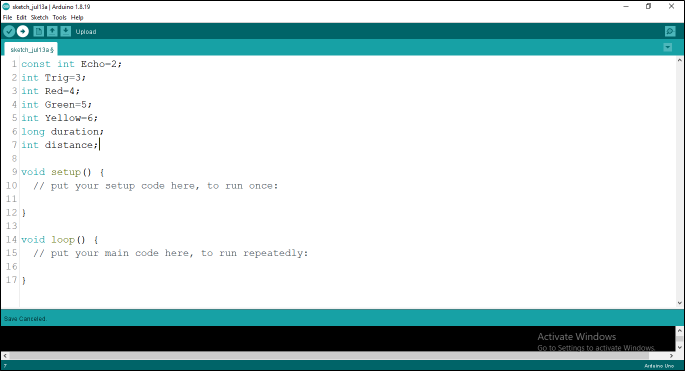 sketch_jul13a | Arduino 1.8.19
File Edit Sketch Tools Help
Upload
sketch_jul13a §
1 const int Echo=2;
2 int Trig=3;
3 int Red=4;
4 int Green=5;
5 int Yellow=6;
6 long duration;
7 int distance;
8
9 void setup() {
10 // put your setup code here, to run once:
11
12 }
13
14 void loop() {
15 // put your main code here, to run repeatedly:
16
17 }
Save Canceled.
Activate Windows
Go to Settings to activate Windows.
7
Arduino Uno